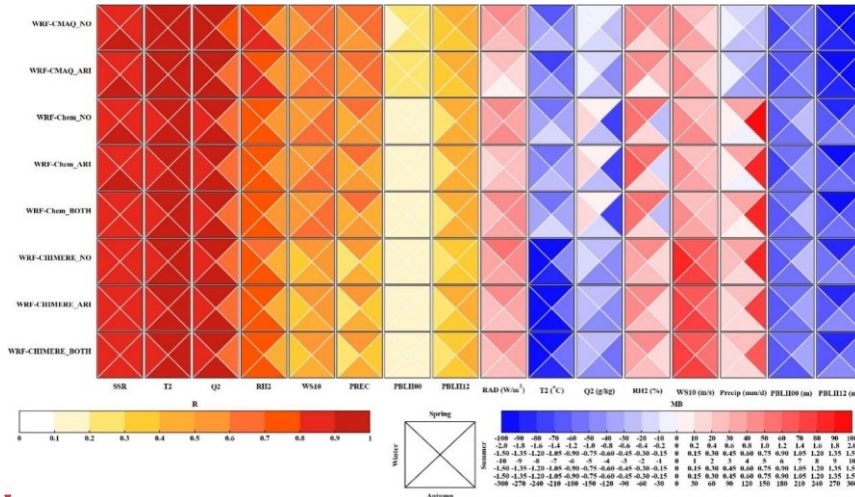 WRF-CMAQ_NO
WRF-CMAQ_ARI
WRF-Chem_NO
WRF-Chem_ARI
WRF-Chem_BOTH
WRF-CHIMERE_NO
WRF-CHIMERE_ARI
WRF-CHIMERE_BOTH
SSR T2 Q2 RH2 WS10 PREC PBLH00 PBLH12 RAD (W/m²) T2 (°C) Q2 (g/kg) RH2 (%) WS10 (m/s) Precip (mm/d) PBLH00 (m) PBLH12 (m
R
0 0.1 0.2 0.3 0.4 0.5 0.6 0.7 0.8 0.9 1
Spring
Winter
Summer
Autumn
MB
-100 -90 -80 -70 -60 -50 -40 -30 -20 -10 0 10 20 30 40 50 60 70 80 90 100
-2.0 -1.8 -1.6 -1.4 -1.2 -1.0 -0.8 -0.6 -0.4 -0.2 0 0.2 0.4 0.6 0.8 1.0 1.2 1.4 1.6 1.8 2.0
-1.50 -1.35 -1.20 -1.05 -0.90 -0.75 -0.60 -0.45 -0.30 -0.15 0 0.15 0.30 0.45 0.60 0.75 0.90 1.05 1.20 1.35 1.5
-10 -9 -8 -7 -6 -5 -4 -3 -2 -1 0 1 2 3 4 5 6 7 8 9 10
-1.50 -1.35 -1.20 -1.05 -0.90 -0.75 -0.60 -0.45 -0.30 -0.15 0 0.15 0.30 0.45 0.60 0.75 0.90 1.05 1.20 1.35 1.5
-1.50 -1.35 -1.20 -1.05 -0.90 -0.75 -0.60 -0.45 -0.30 -0.15 0 0.15 0.30 0.45 0.60 0.75 0.90 1.05 1.20 1.35 1.5
-300 -270 -240 -210 -180 -150 -120 -90 -60 -30 0 30 60 90 120 150 180 210 240 270 300